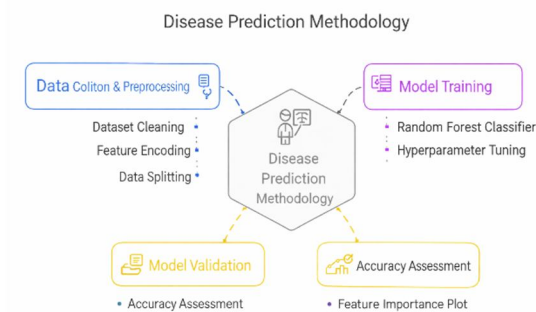 Disease Prediction Methodology
Data Coliton & Preprocessing
Dataset Cleaning
Feature Encoding
Data Splitting
Model Training
Random Forest Classifier
Hyperparameter Tuning
Disease
Prediction
Methodology
Model Validation
• Accuracy Assessment
Accuracy Assessment
• Feature Importance Plot